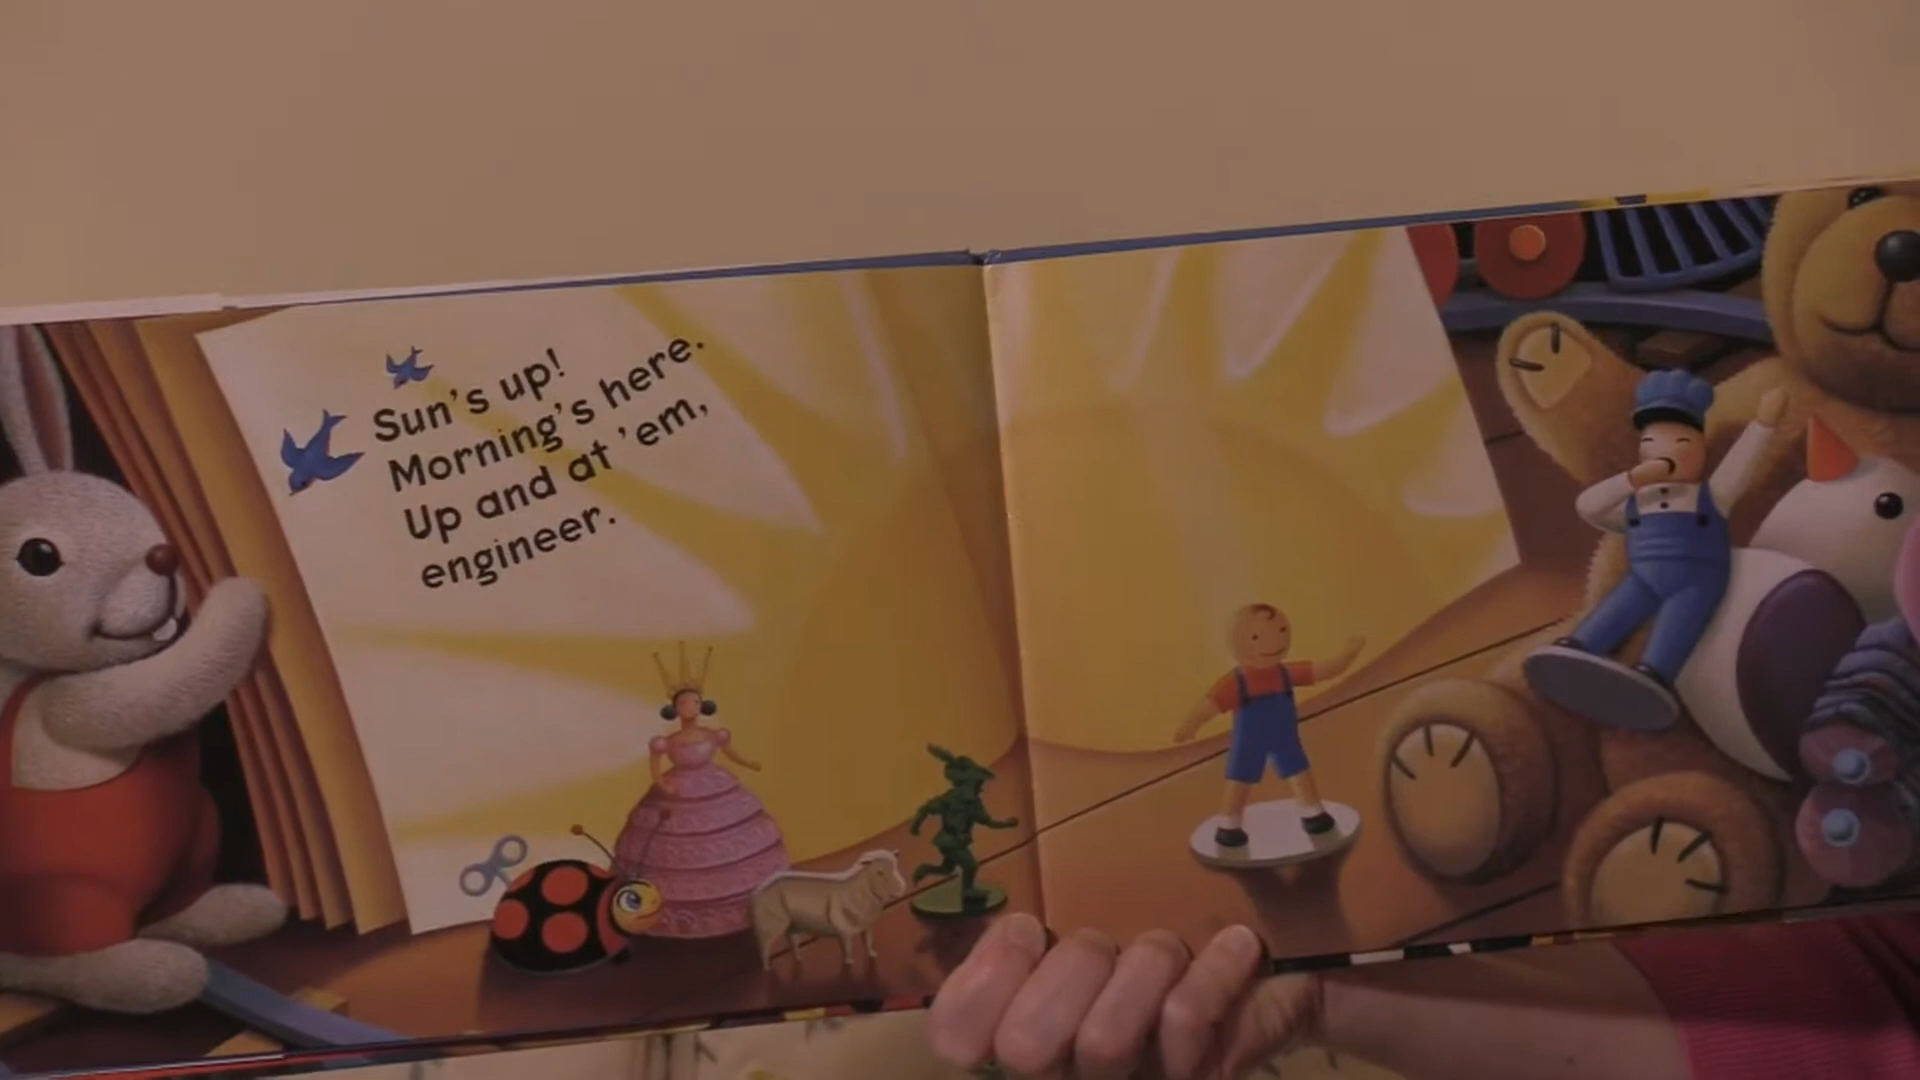 Sun's up!
Morning's here.
Up and at 'em,
engineer.